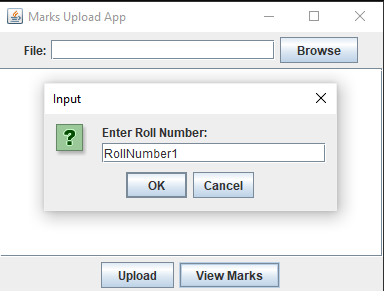 Marks Upload App
File:
Browse
Input
?
Enter Roll Number:
RollNumber1
OK
Cancel
Upload
View Marks